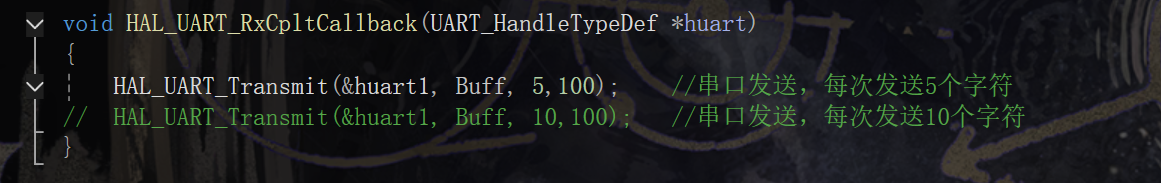 void HAL_UART_RxCpltCallback(UART_HandleTypeDef *huart)
{
    HAL_UART_Transmit(&huart1, Buff, 5,100);    //串口发送，每次发送5个字符
//  HAL_UART_Transmit(&huart1, Buff, 10,100);   //串口发送，每次发送10个字符
}